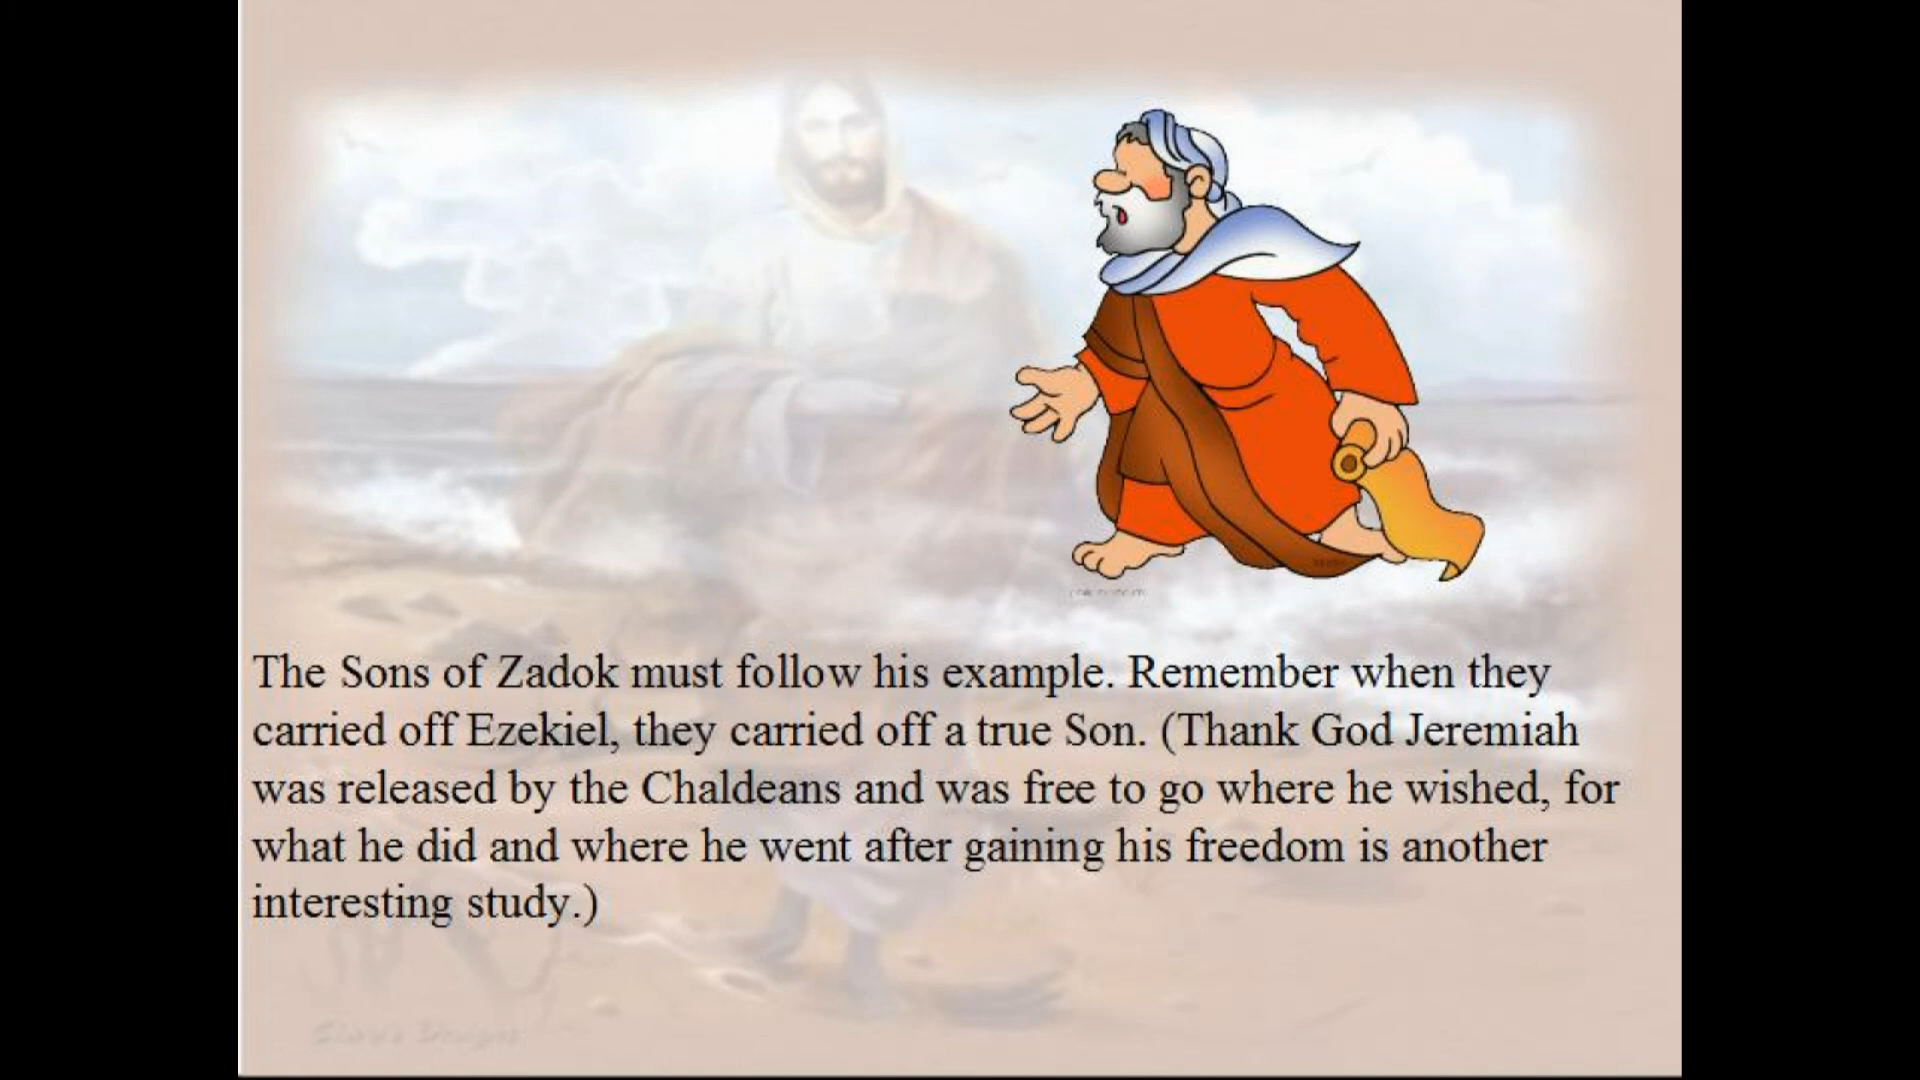 The Sons of Zadok must follow his example. Remember when they
carried off Ezekiel, they carried off a true Son. (Thank God Jeremiah
was released by the Chaldeans and was free to go where he wished, for
what he did and where he went after gaining his freedom is another
interesting study.)